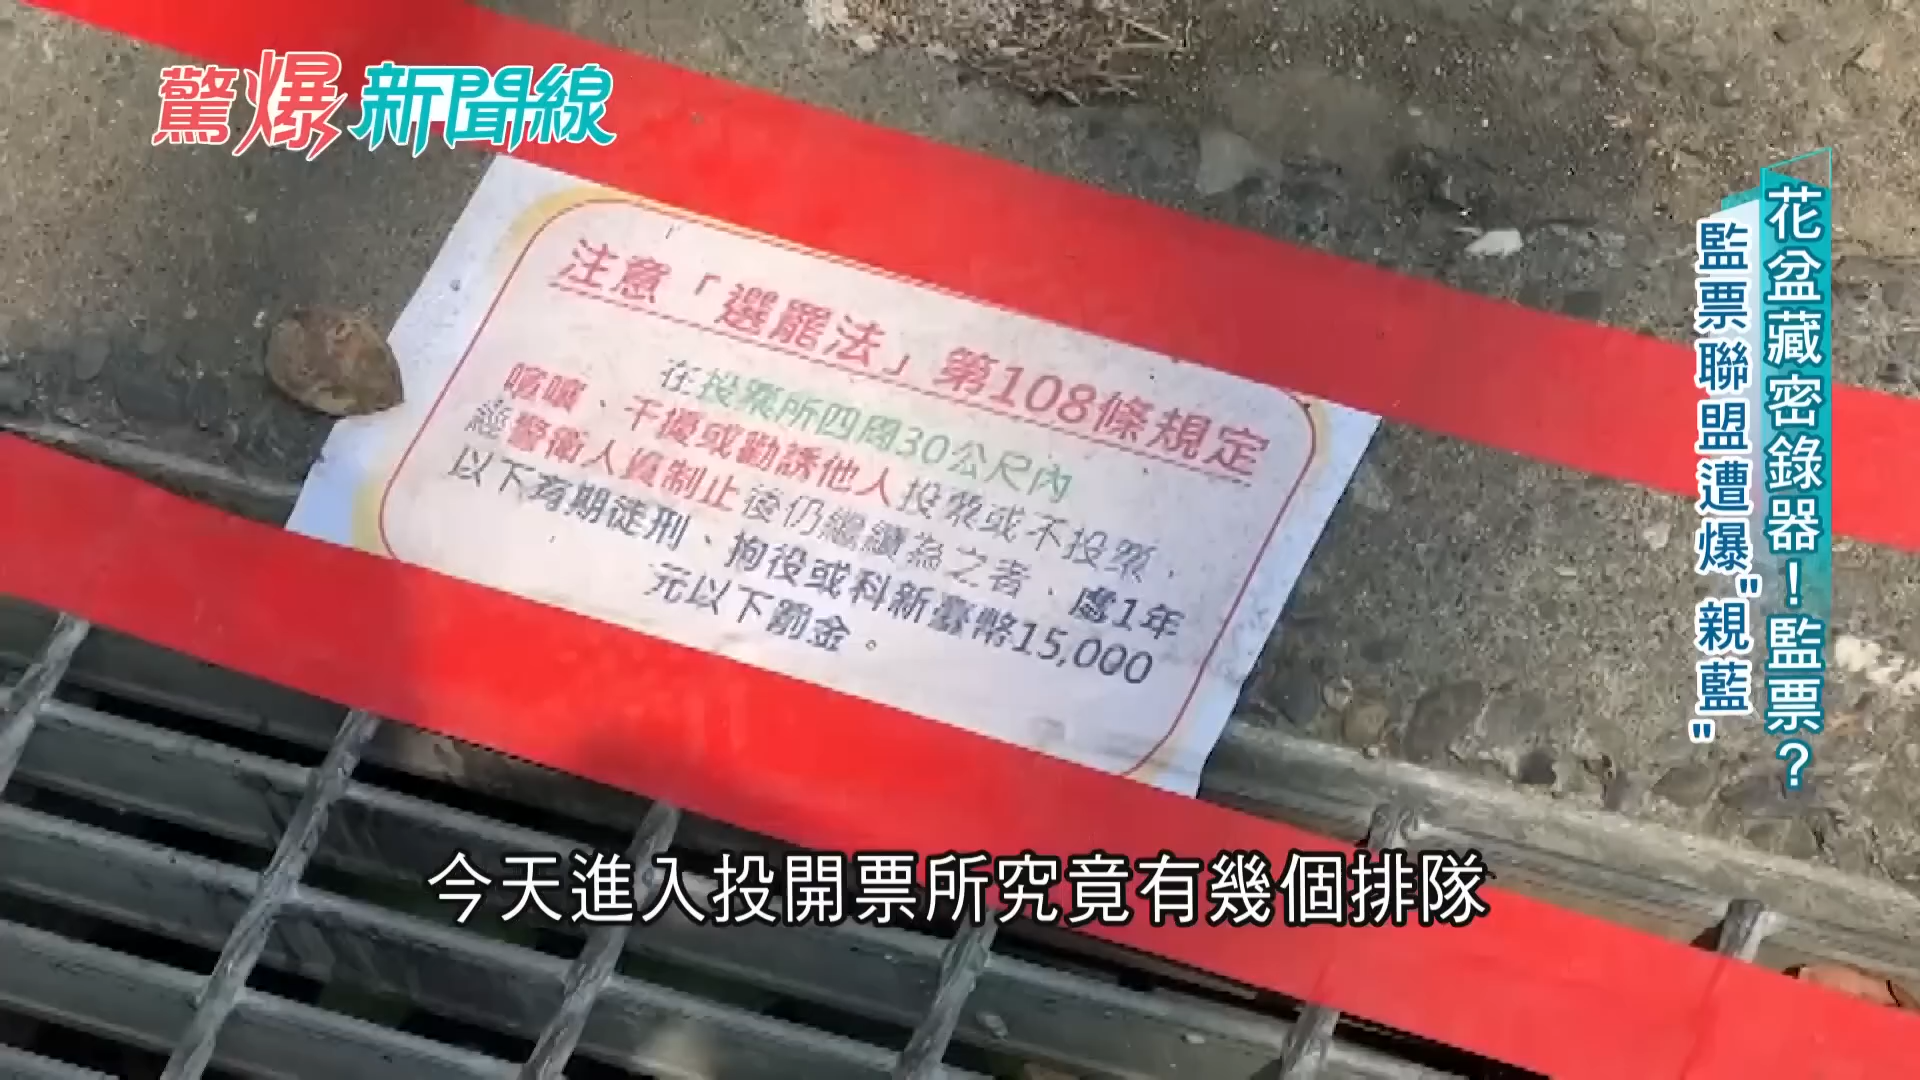 驚爆新聞線
花盆藏密錄器！監票？
監票聯盟遭爆"親藍"
注意「選罷法」第108條規定
在投票所四周30公尺內
喧嚷、干擾或勸誘他人投票或不投票，
經警衛人員制止後仍繼續為之者、處1年
以下有期徒刑、拘役或科新臺幣15,000
元以下罰金。
今天進入投開票所究竟有幾個排隊